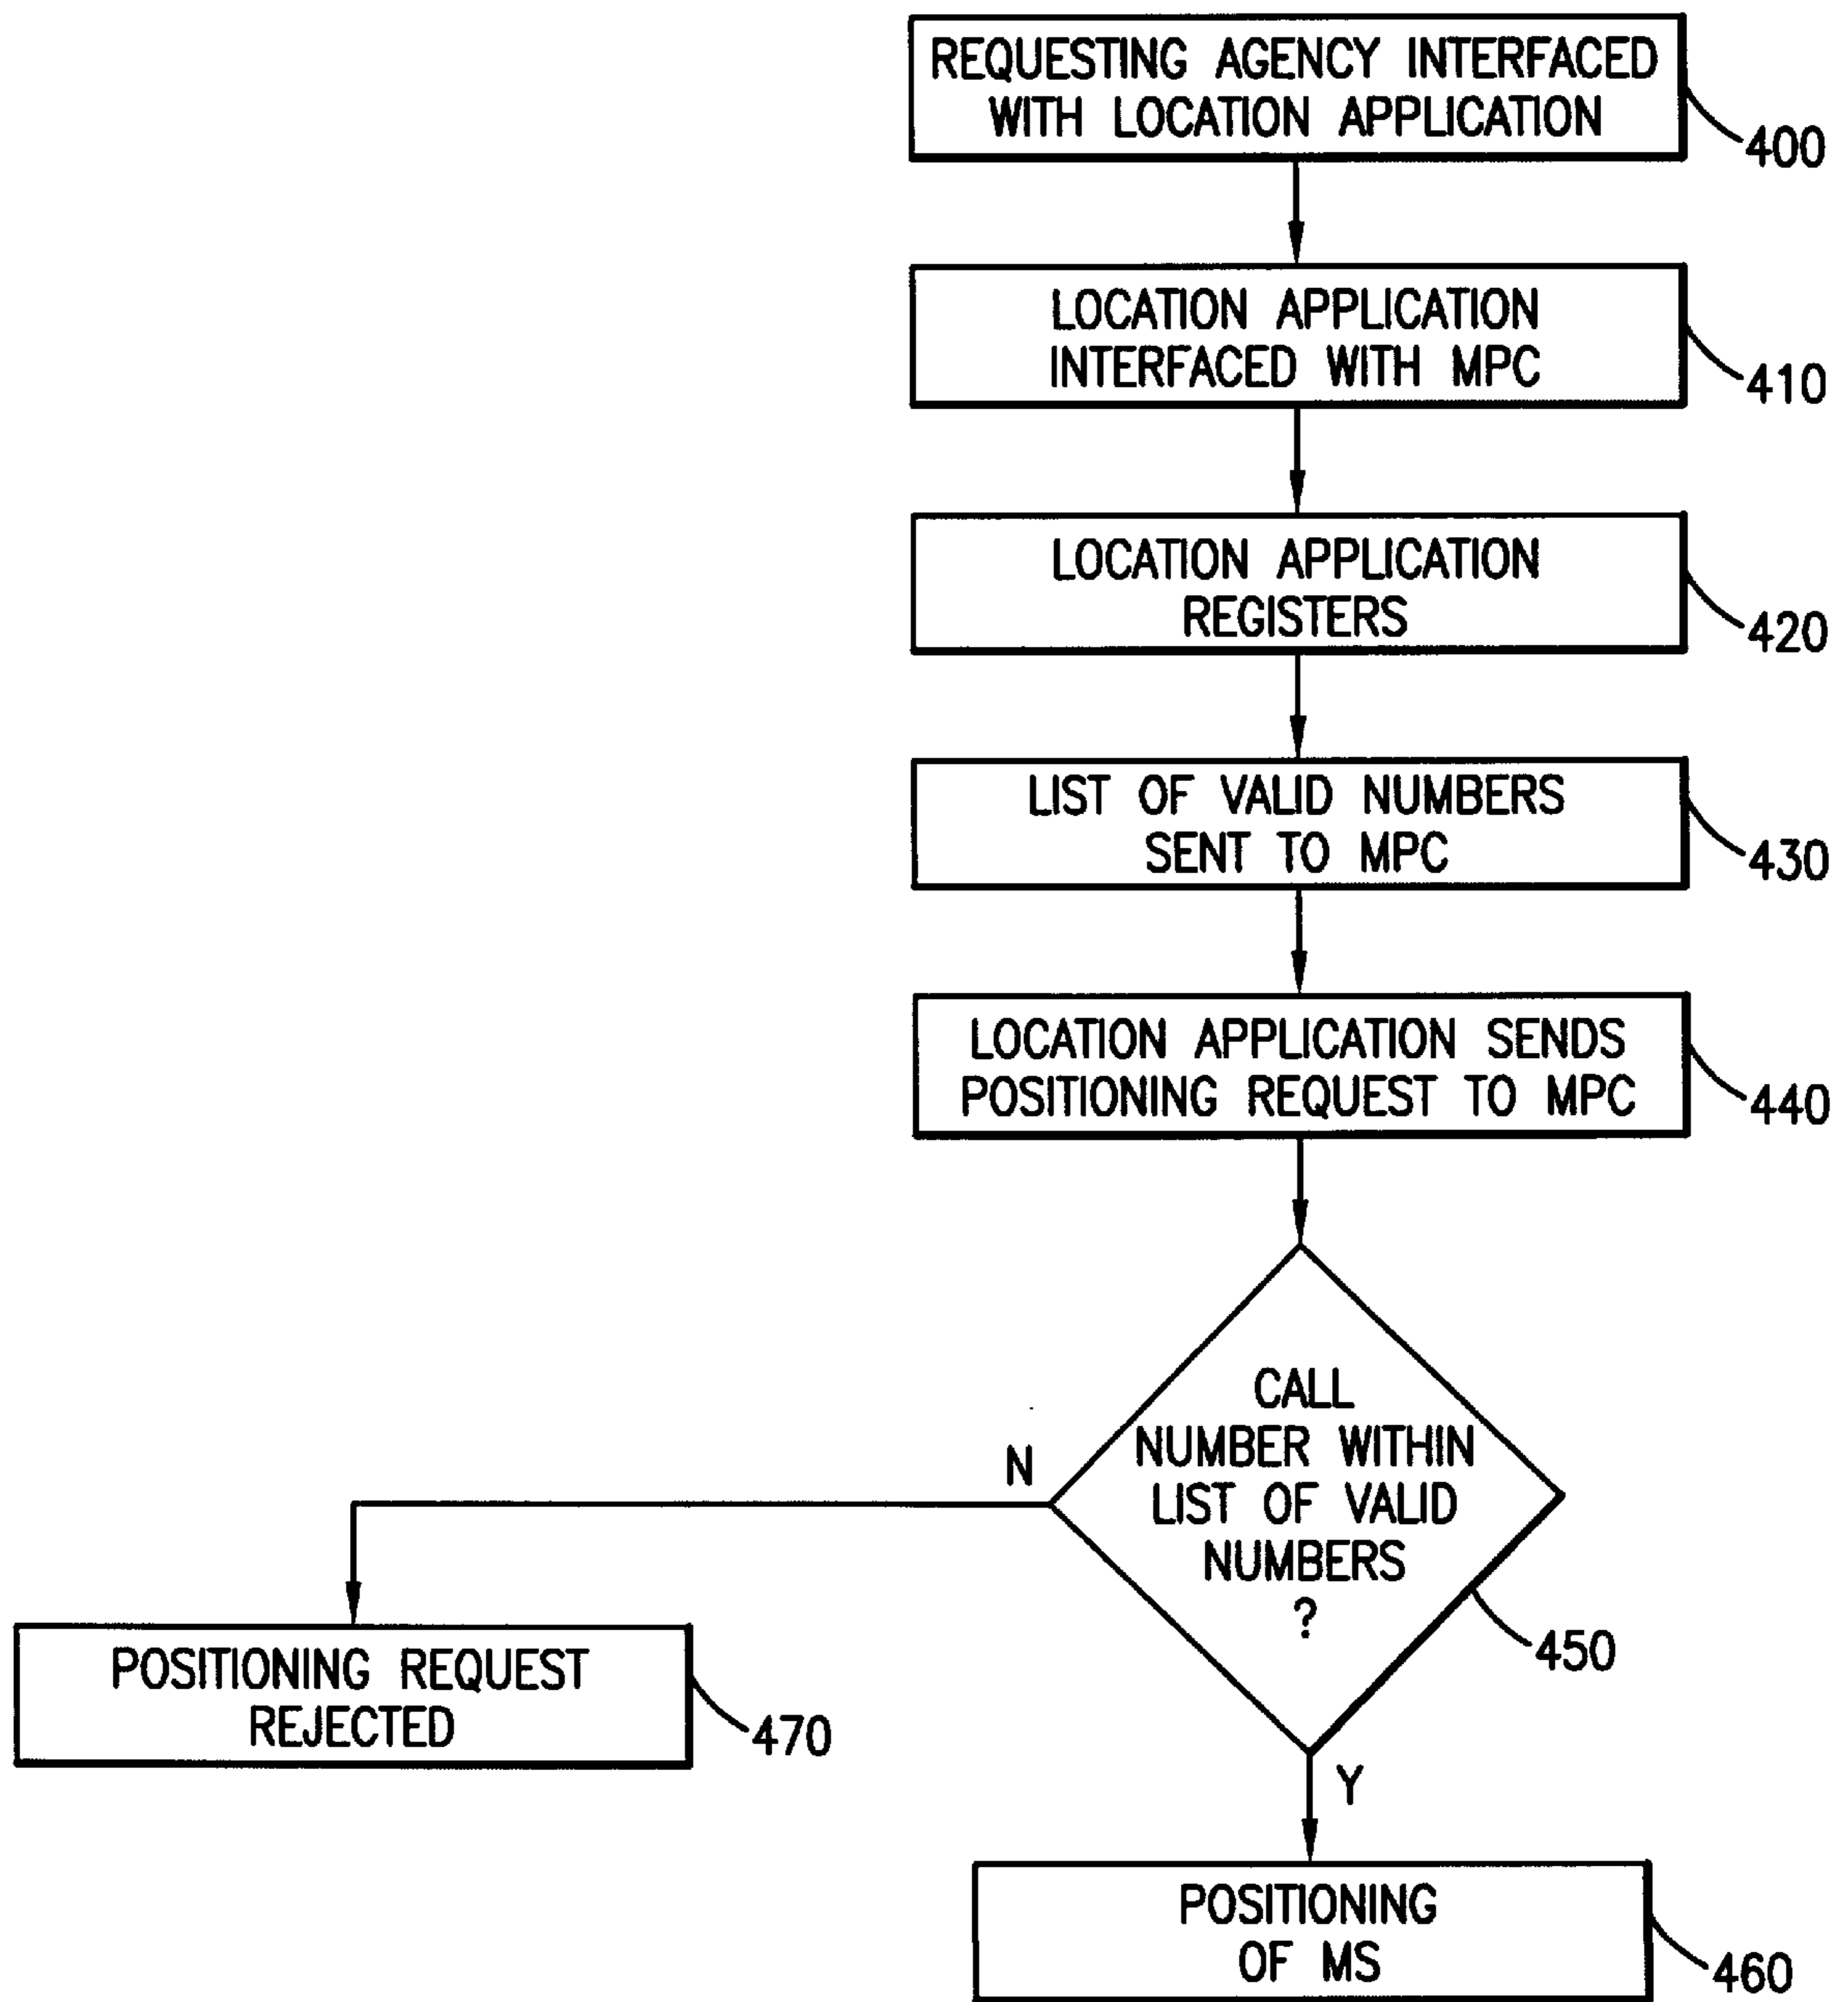 REQUESTING AGENCY INTERFACED
WITH LOCATION APPLICATION
400
LOCATION APPLICATION
INTERFACED WITH MPC
410
LOCATION APPLICATION
REGISTERS
420
LIST OF VALID NUMBERS
SENT TO MPC
430
LOCATION APPLICATION SENDS
POSITIONING REQUEST TO MPC
440
CALL
NUMBER WITHIN
LIST OF VALID
NUMBERS
?
450
N
POSITIONING REQUEST
REJECTED
470
Y
POSITIONING
OF MS
460